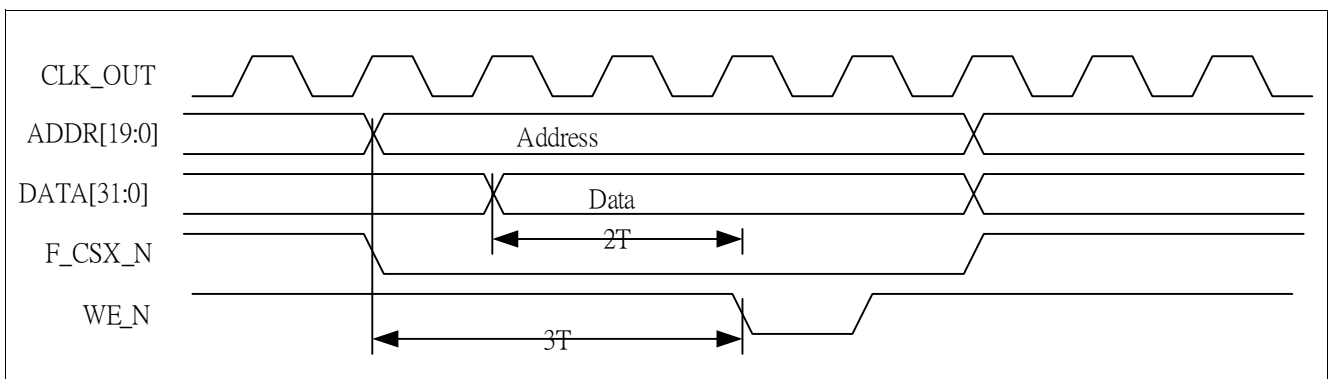 CLK_OUT
ADDR[19:0]
Address
DATA[31:0]
Data
2T
F_CSX_N
WE_N
3T